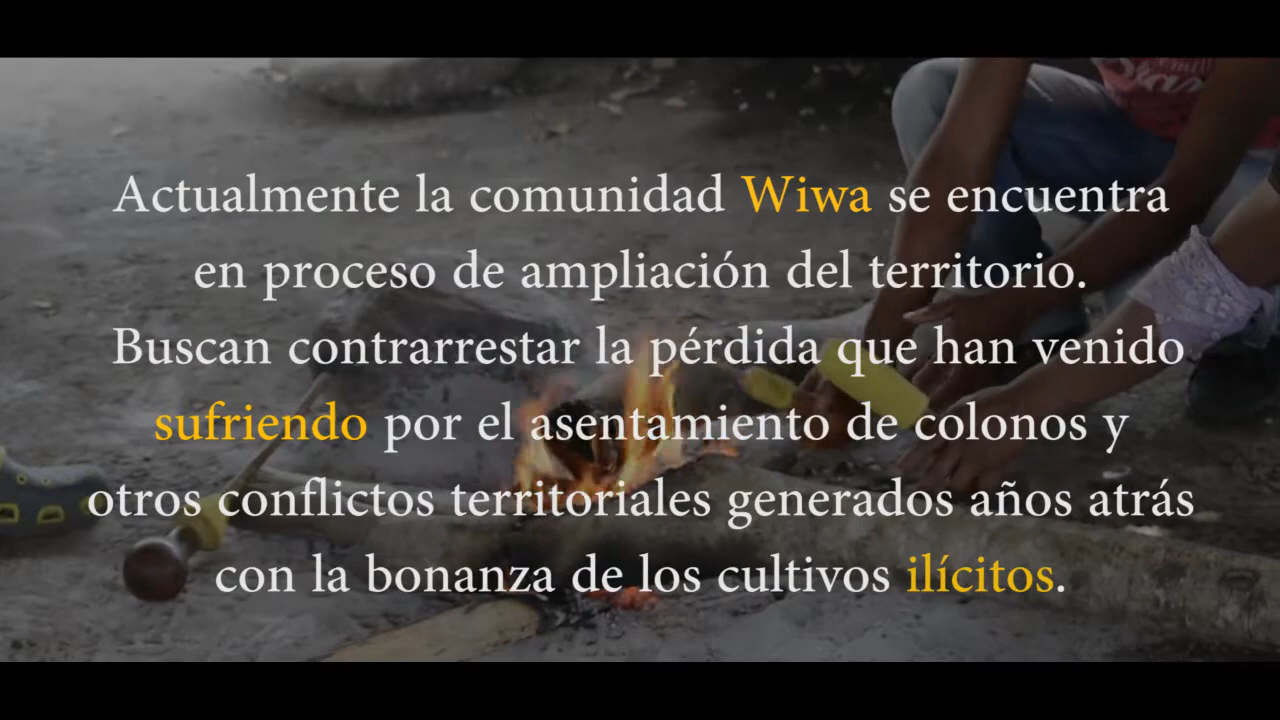 Actualmente la comunidad Wiwa se encuentra
en proceso de ampliación del territorio.
Buscan contrarrestar la pérdida que han venido
sufriendo por el asentamiento de colonos y
otros conflictos territoriales generados años atrás
con la bonanza de los cultivos ilícitos.